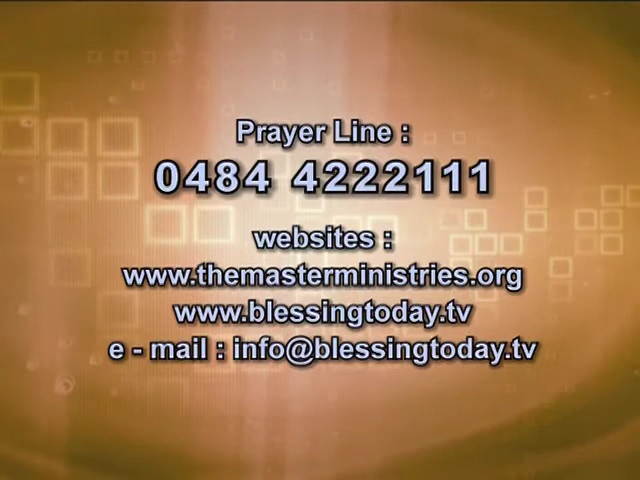 Prayer Line :
0484 4222111
websites :
www.themasterministries.org
www.blessingtoday.tv
e - mail : info@blessingtoday.tv